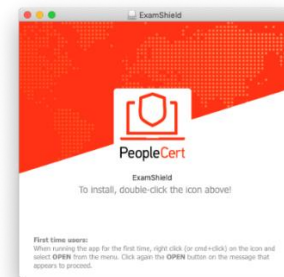 ExamShield
PeopleCert
ExamShield
To install, double-click the icon above!
First time users:
When running the app for the first time, right click (or cmd+click) on the icon and
select OPEN from the menu. Click again the OPEN button on the message that
appears to proceed.